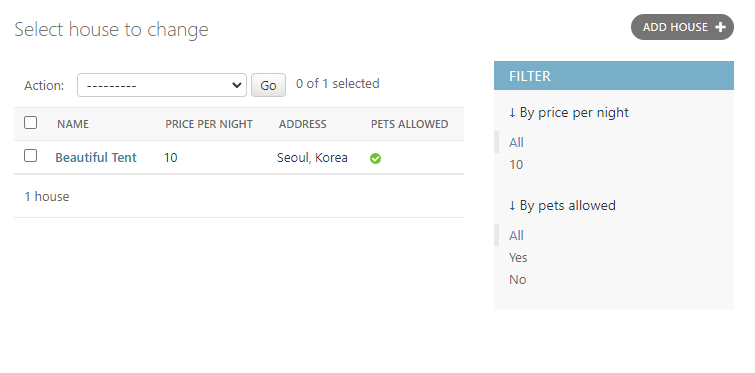 Select house to change
ADD HOUSE +
Action: --------- Go 0 of 1 selected
NAME PRICE PER NIGHT ADDRESS PETS ALLOWED
Beautiful Tent 10 Seoul, Korea
1 house
FILTER
↓ By price per night
All
10
↓ By pets allowed
All
Yes
No